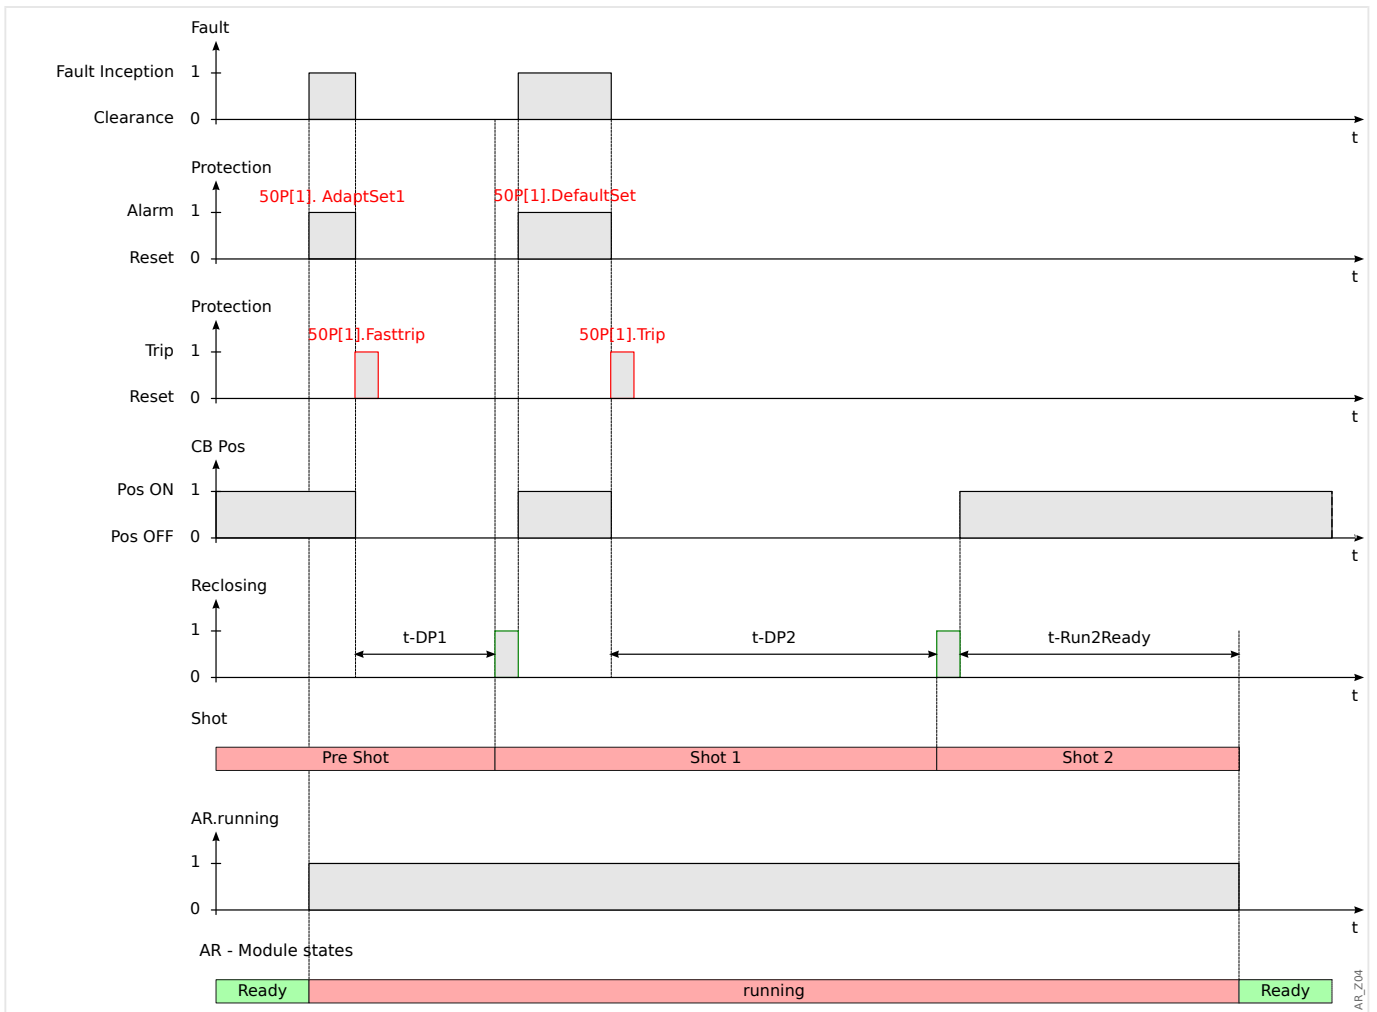 Fault
Fault Inception 1
Clearance 0
t
Protection
50P[1]. AdaptSet1 50P[1].DefaultSet
Alarm 1
Reset 0
t
Protection
50P[1].Fasttrip 50P[1].Trip
Trip 1
Reset 0
t
CB Pos
Pos ON 1
Pos OFF 0
t
Reclosing
1 t-DP1 t-DP2 t-Run2Ready
0
t
Shot
Pre Shot Shot 1 Shot 2
AR.running
1
0
t
AR - Module states
Ready running Ready
AR_Z04